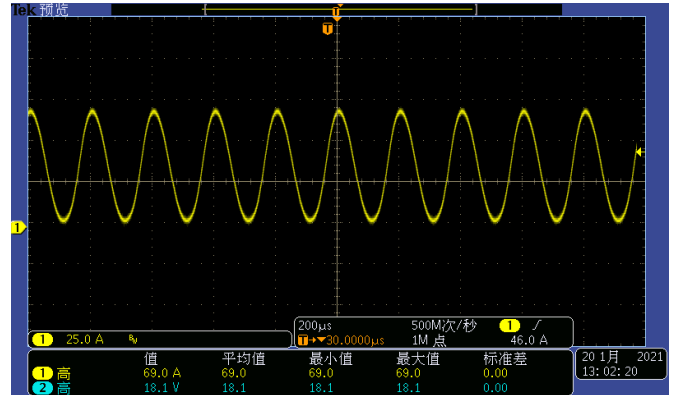 Tek 预览
T
T
1
200μs 500M次/秒 1 /
1 25.0 A BW T→▼30.0000μs 1M 点 46.0 A
值 平均值 最小值 最大值 标准差
1 高 69.0 A 69.0 69.0 69.0 0.00
2 高 18.1 V 18.1 18.1 18.1 0.00
20 1月 2021
13:02:20